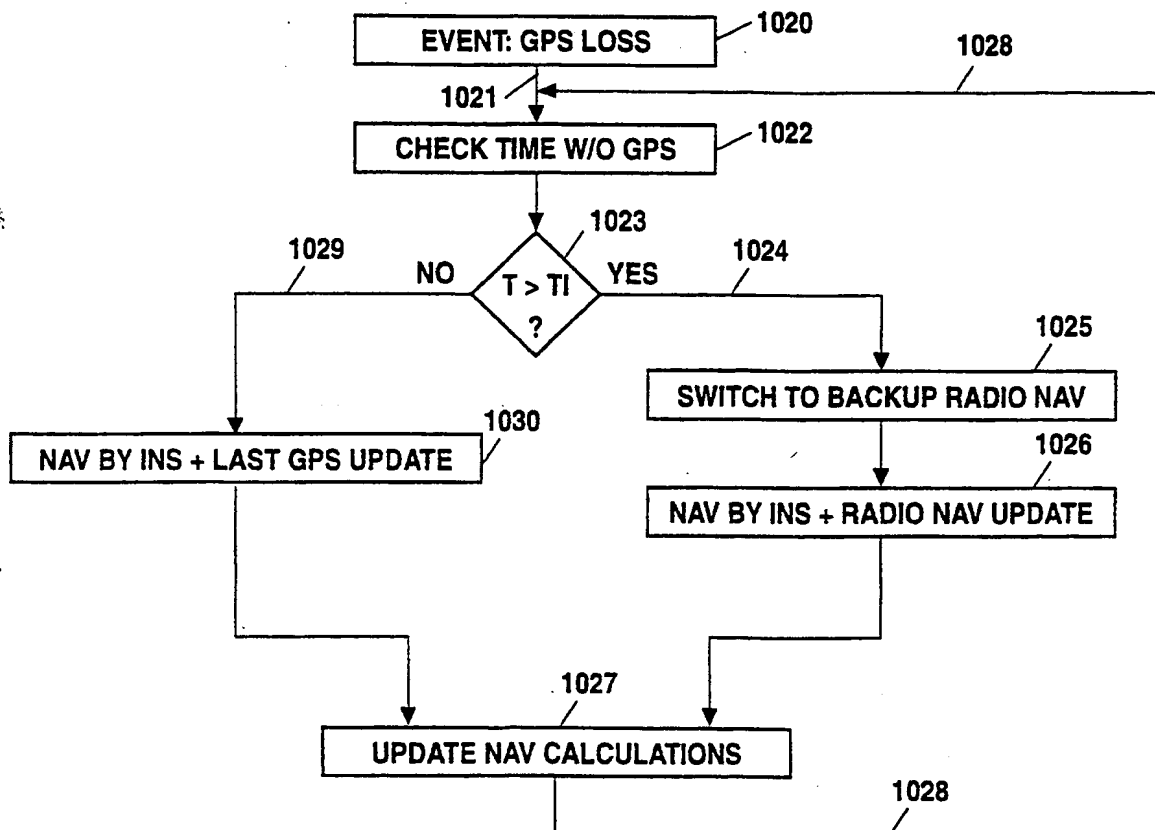 EVENT: GPS LOSS
1020
1028
1021
CHECK TIME W/O GPS
1022
1023
1029
NO
T > TI
?
YES
1024
1025
SWITCH TO BACKUP RADIO NAV
1030
NAV BY INS + LAST GPS UPDATE
1026
NAV BY INS + RADIO NAV UPDATE
1027
UPDATE NAV CALCULATIONS
1028